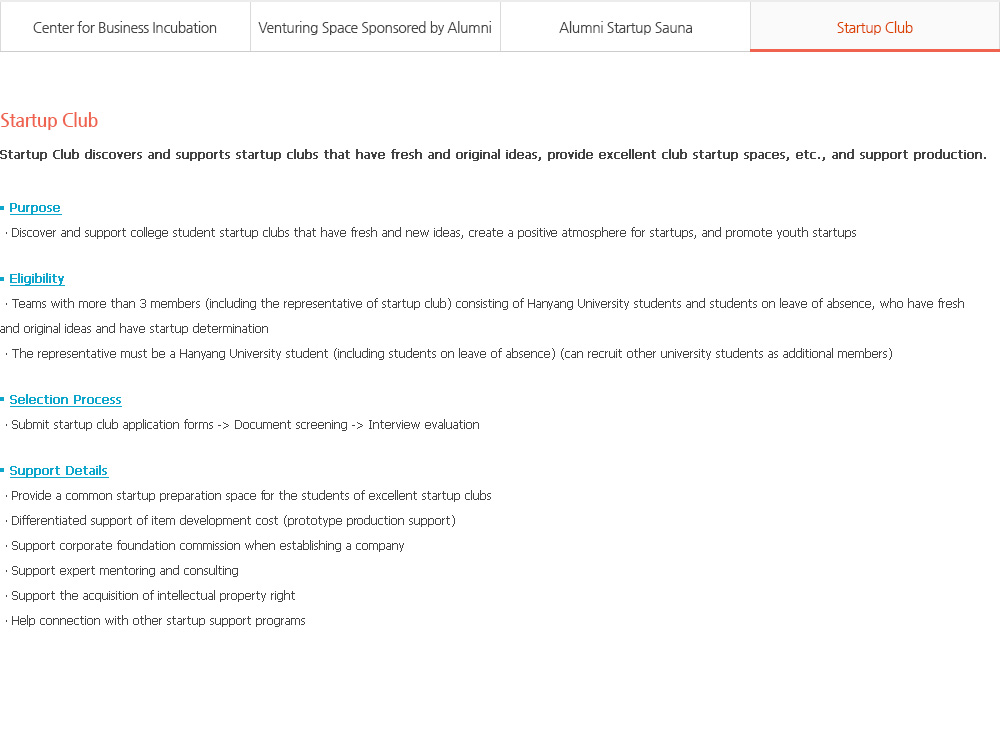 Center for Business Incubation
Venturing Space Sponsored by Alumni
Alumni Startup Sauna
Startup Club
Startup Club
Startup Club discovers and supports startup clubs that have fresh and original ideas, provide excellent club startup spaces, etc., and support production.
Purpose
· Discover and support college student startup clubs that have fresh and new ideas, create a positive atmosphere for startups, and promote youth startups
Eligibility
· Teams with more than 3 members (including the representative of startup club) consisting of Hanyang University students and students on leave of absence, who have fresh
and original ideas and have startup determination
· The representative must be a Hanyang University student (including students on leave of absence) (can recruit other university students as additional members)
Selection Process
· Submit startup club application forms -> Document screening -> Interview evaluation
Support Details
· Provide a common startup preparation space for the students of excellent startup clubs
· Differentiated support of item development cost (prototype production support)
· Support corporate foundation commission when establishing a company
· Support expert mentoring and consulting
· Support the acquisition of intellectual property right
· Help connection with other startup support programs